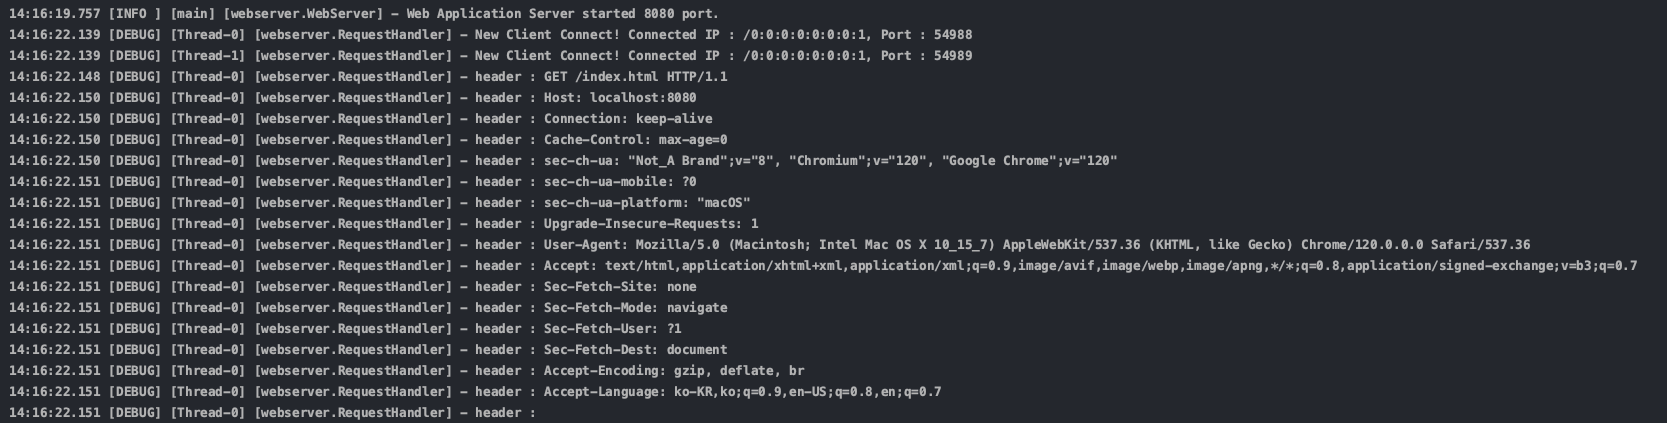 14:16:19.757 [INFO ] [main] [webserver.WebServer] - Web Application Server started 8080 port.
14:16:22.139 [DEBUG] [Thread-0] [webserver.RequestHandler] - New Client Connect! Connected IP : /0:0:0:0:0:0:0:1, Port : 54988
14:16:22.139 [DEBUG] [Thread-1] [webserver.RequestHandler] - New Client Connect! Connected IP : /0:0:0:0:0:0:0:1, Port : 54989
14:16:22.148 [DEBUG] [Thread-0] [webserver.RequestHandler] - header : GET /index.html HTTP/1.1
14:16:22.150 [DEBUG] [Thread-0] [webserver.RequestHandler] - header : Host: localhost:8080
14:16:22.150 [DEBUG] [Thread-0] [webserver.RequestHandler] - header : Connection: keep-alive
14:16:22.150 [DEBUG] [Thread-0] [webserver.RequestHandler] - header : Cache-Control: max-age=0
14:16:22.150 [DEBUG] [Thread-0] [webserver.RequestHandler] - header : sec-ch-ua: "Not_A Brand";v="8", "Chromium";v="120", "Google Chrome";v="120"
14:16:22.151 [DEBUG] [Thread-0] [webserver.RequestHandler] - header : sec-ch-ua-mobile: ?0
14:16:22.151 [DEBUG] [Thread-0] [webserver.RequestHandler] - header : sec-ch-ua-platform: "macOS"
14:16:22.151 [DEBUG] [Thread-0] [webserver.RequestHandler] - header : Upgrade-Insecure-Requests: 1
14:16:22.151 [DEBUG] [Thread-0] [webserver.RequestHandler] - header : User-Agent: Mozilla/5.0 (Macintosh; Intel Mac OS X 10_15_7) AppleWebKit/537.36 (KHTML, like Gecko) Chrome/120.0.0.0 Safari/537.36
14:16:22.151 [DEBUG] [Thread-0] [webserver.RequestHandler] - header : Accept: text/html,application/xhtml+xml,application/xml;q=0.9,image/avif,image/webp,image/apng,*/*;q=0.8,application/signed-exchange;v=b3;q=0.7
14:16:22.151 [DEBUG] [Thread-0] [webserver.RequestHandler] - header : Sec-Fetch-Site: none
14:16:22.151 [DEBUG] [Thread-0] [webserver.RequestHandler] - header : Sec-Fetch-Mode: navigate
14:16:22.151 [DEBUG] [Thread-0] [webserver.RequestHandler] - header : Sec-Fetch-User: ?1
14:16:22.151 [DEBUG] [Thread-0] [webserver.RequestHandler] - header : Sec-Fetch-Dest: document
14:16:22.151 [DEBUG] [Thread-0] [webserver.RequestHandler] - header : Accept-Encoding: gzip, deflate, br
14:16:22.151 [DEBUG] [Thread-0] [webserver.RequestHandler] - header : Accept-Language: ko-KR,ko;q=0.9,en-US;q=0.8,en;q=0.7
14:16:22.151 [DEBUG] [Thread-0] [webserver.RequestHandler] - header :